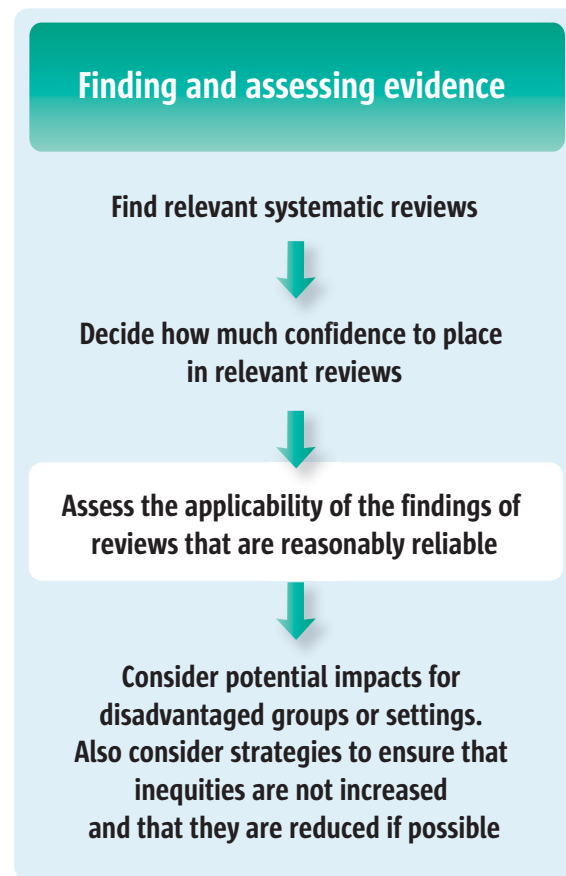 Finding and assessing evidence
Find relevant systematic reviews
Decide how much confidence to place
in relevant reviews
Assess the applicability of the findings of
reviews that are reasonably reliable
Consider potential impacts for
disadvantaged groups or settings.
Also consider strategies to ensure that
inequities are not increased
and that they are reduced if possible